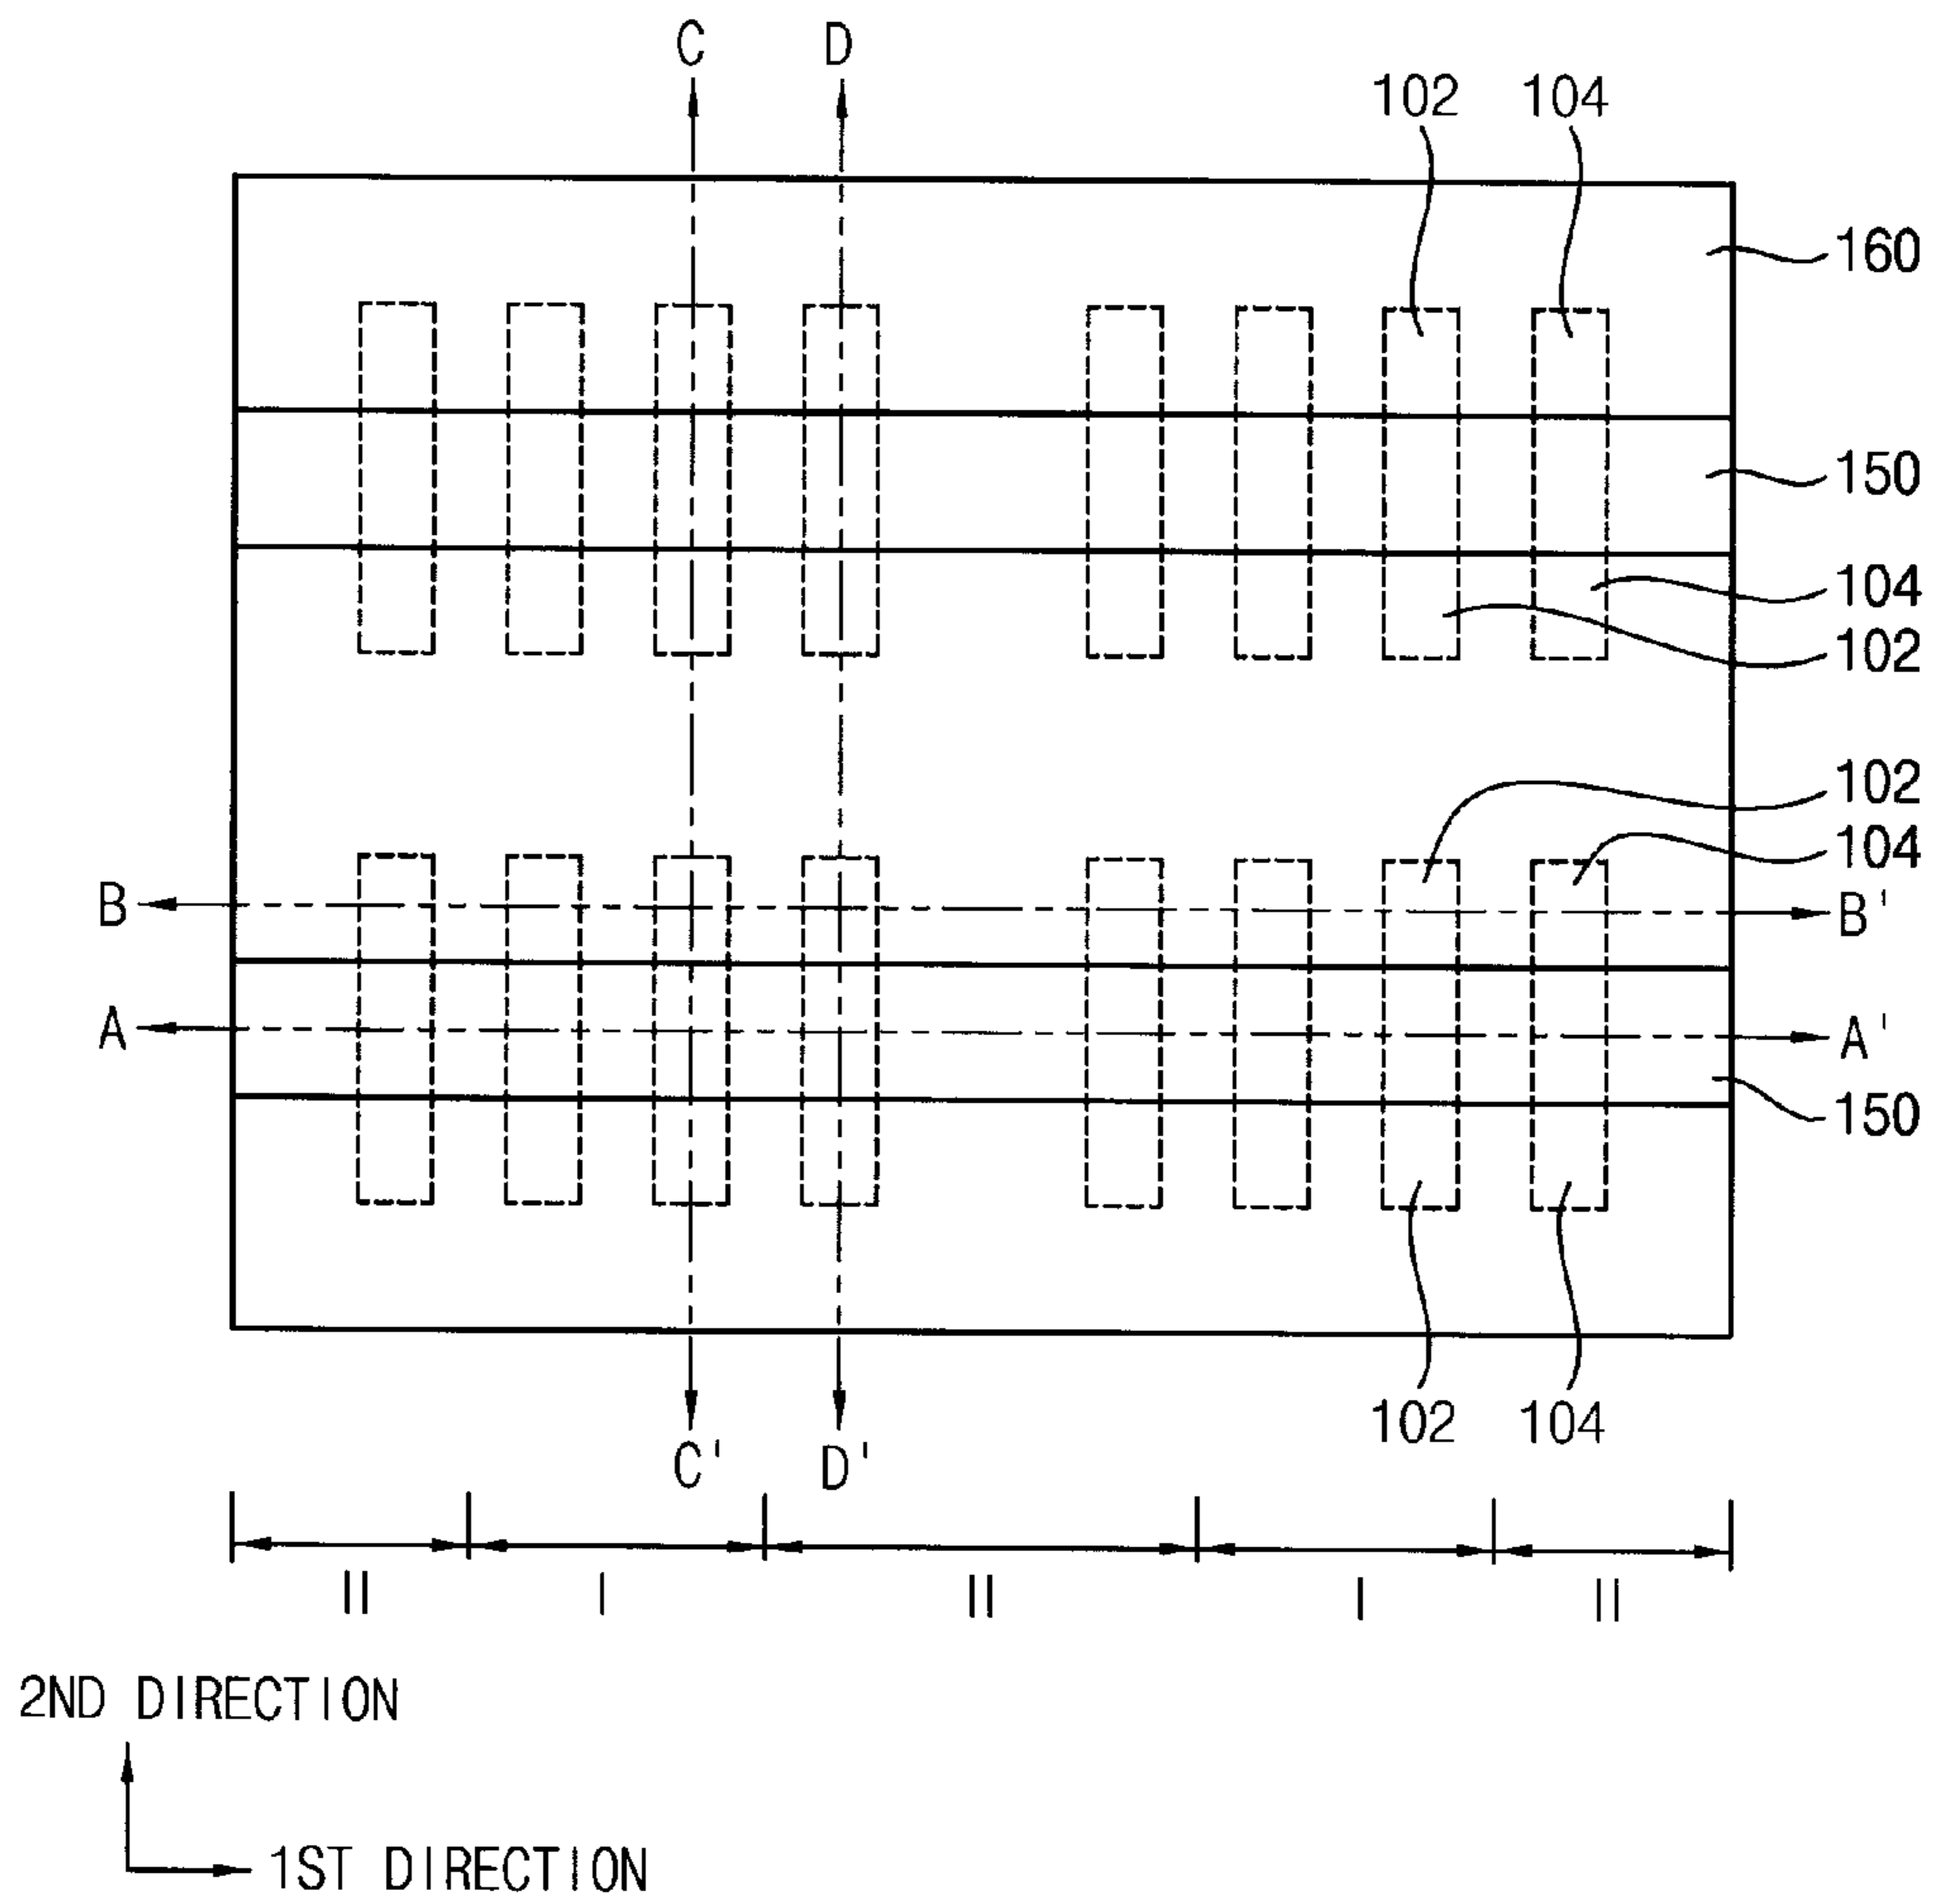 C D
102 104
160
150
104
102
102
104
B B'
A A'
150
102 104
C' D'
II I II I II
2ND DIRECTION
1ST DIRECTION